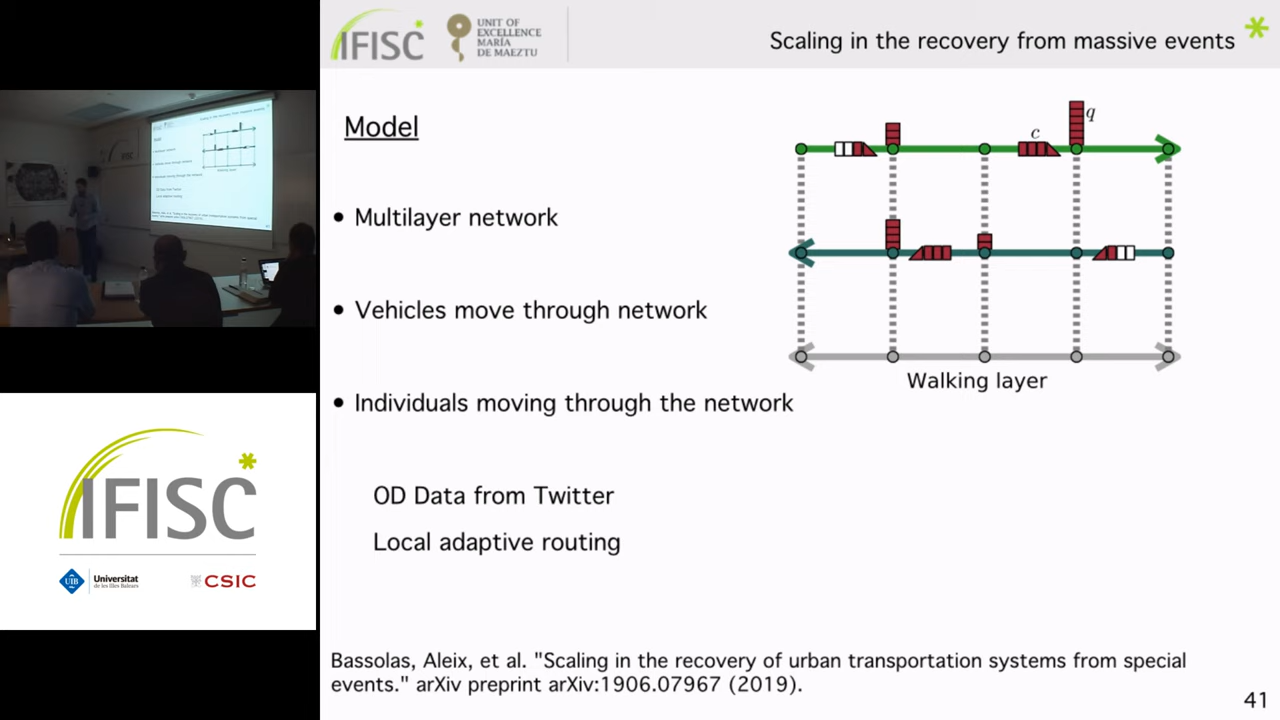 IFISC
UNIT OF
EXCELLENCE
MARÍA
DE MAEZTU
Scaling in the recovery from massive events
Model
• Multilayer network
• Vehicles move through network
• Individuals moving through the network
OD Data from Twitter
Local adaptive routing
c
q
Walking layer
Bassolas, Aleix, et al. "Scaling in the recovery of urban transportation systems from special
events." arXiv preprint arXiv:1906.07967 (2019).
41
IFISC
UIB
Universitat
de les Illes Balears
CSIC